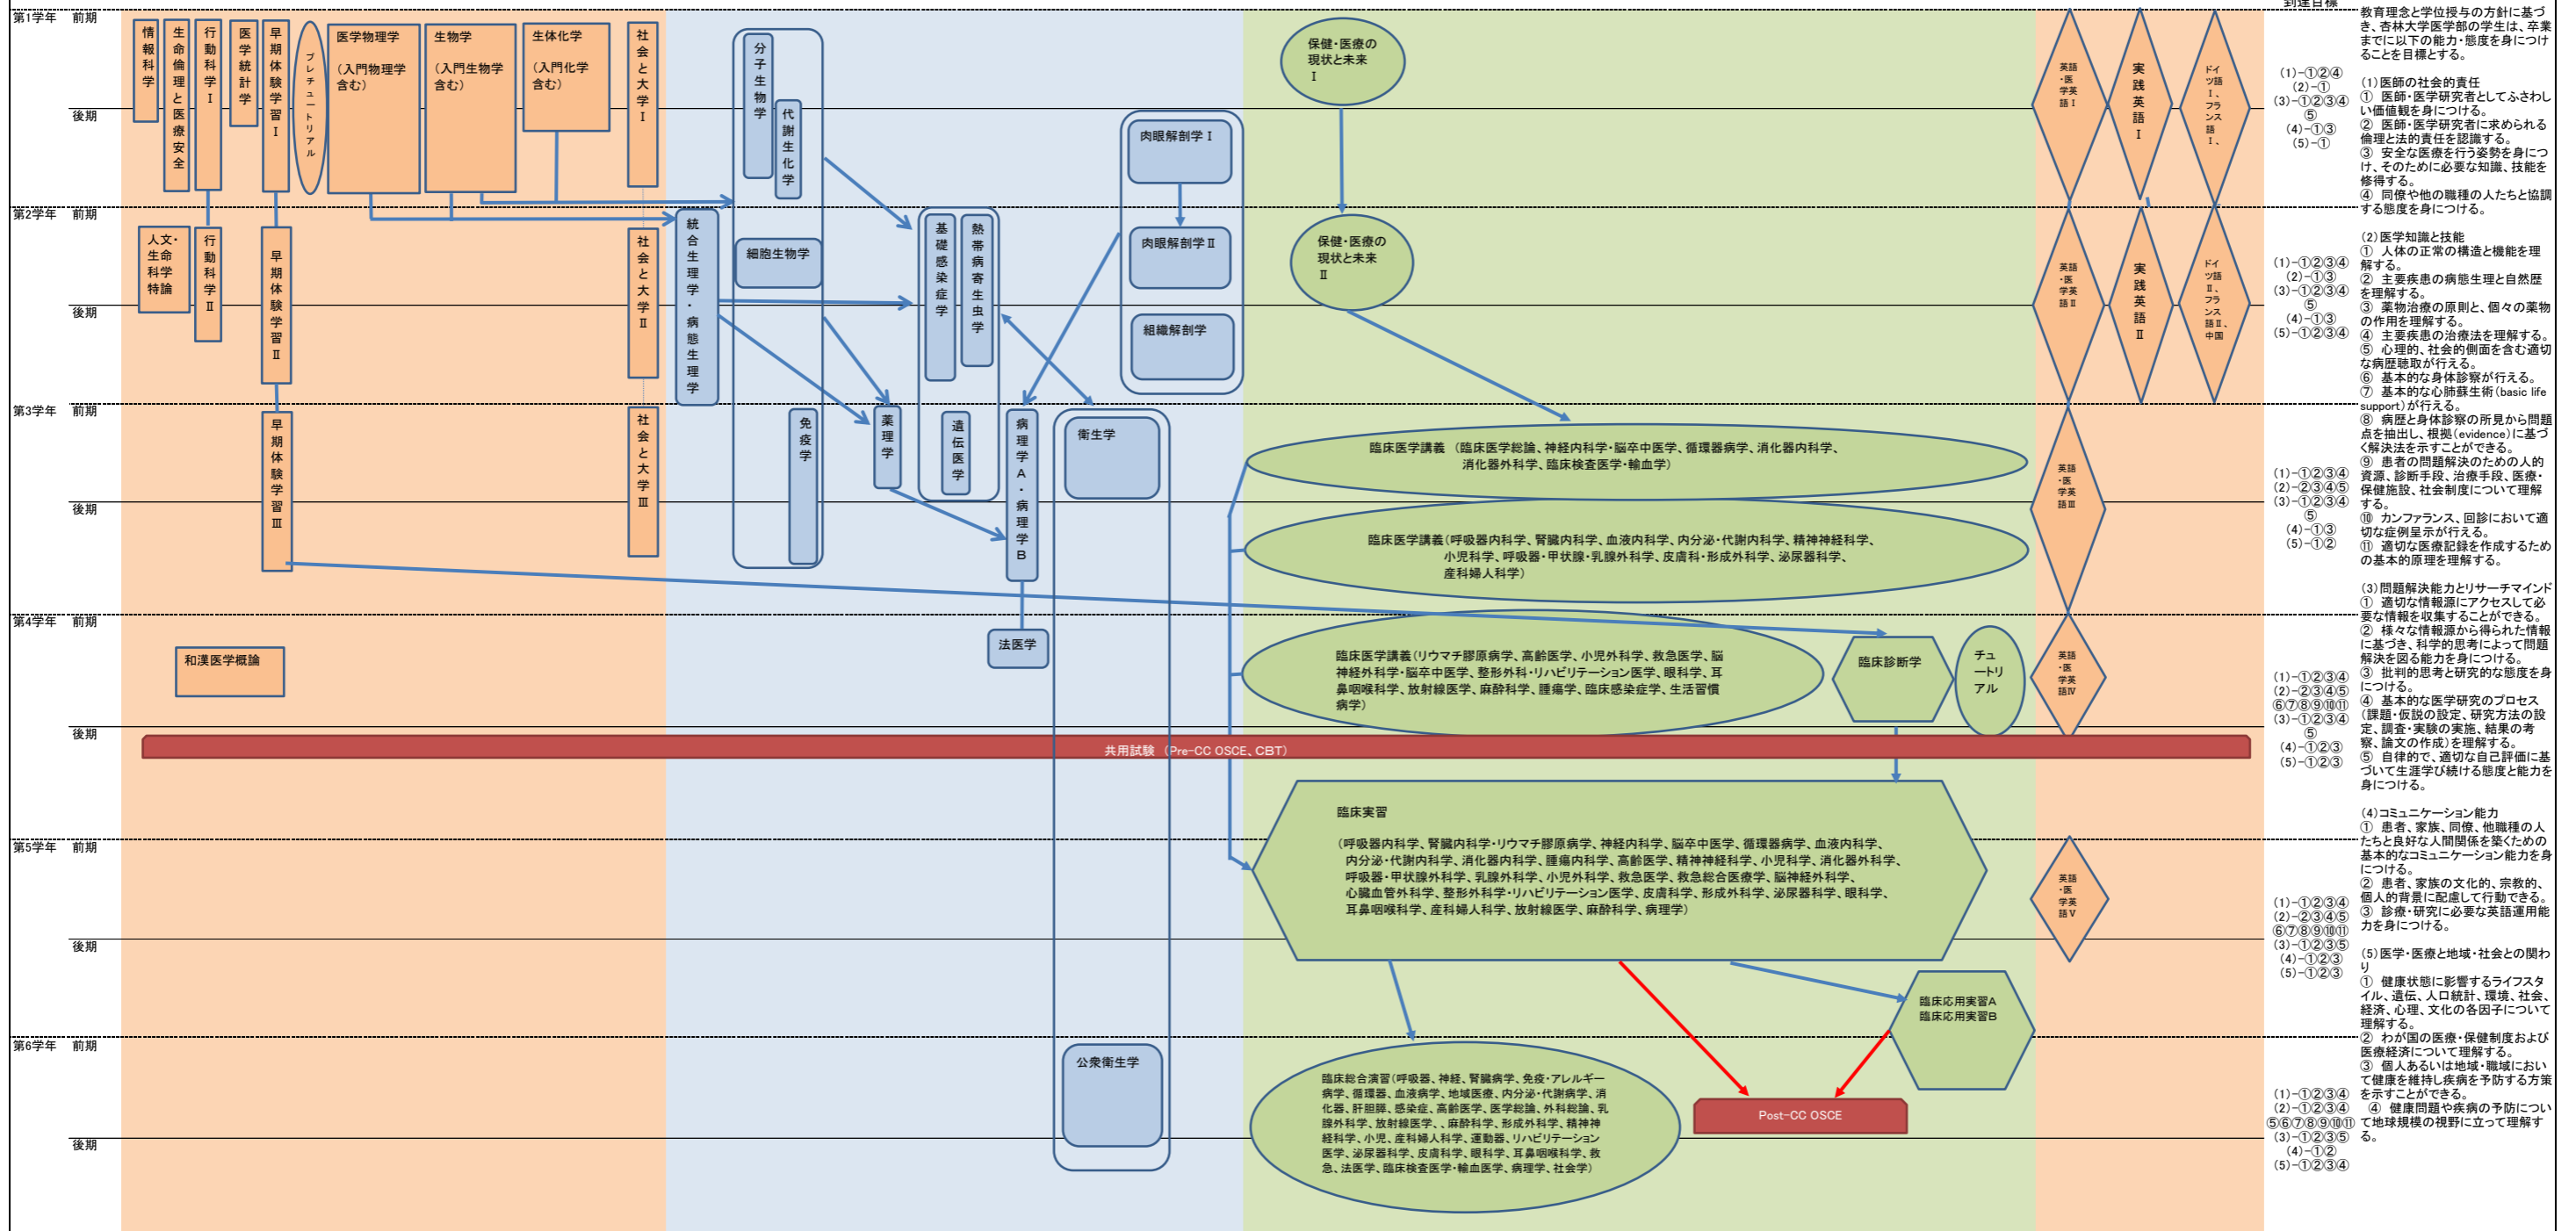 到達目標
第1学年 前期
情報科学
生命倫理と医療安全
行動科学Ⅰ
医学統計学
早期体験学習Ⅰ
プレチュートリアル
医学物理学
(入門物理学
含む)
生物学
(入門生物学
含む)
生体化学
(入門化学
含む)
社会と大学Ⅰ
分子生物学
代謝生化学
肉眼解剖学Ⅰ
保健・医療の
現状と未来
Ⅰ
英語
・医
学英
語Ⅰ
実践英語Ⅰ
ドイ
ツ語
Ⅰ、
フラ
ンス
語
Ⅰ、
(1)-①②④
(2)-①
(3)-①②③④
⑤
(4)-①③
(5)-①
後期
第2学年 前期
人文・
生命
科学
特論
行動科学Ⅱ
早期体験学習Ⅱ
社会と大学Ⅱ
統合生理学・病態生理学
細胞生物学
基礎感染症学
熱帯病寄生虫学
肉眼解剖学Ⅱ
組織解剖学
保健・医療の
現状と未来
Ⅱ
英語
・医
学英
語Ⅱ
実践英語Ⅱ
ドイ
ツ語
Ⅱ、
フラ
ンス
語Ⅱ、
中国
(1)-①②③④
(2)-①③
(3)-①②③④
⑤
(4)-①③
(5)-①②③④
後期
第3学年 前期
早期体験学習Ⅲ
社会と大学Ⅲ
免疫学
薬理学
遺伝医学
病理学A・病理学B
衛生学
臨床医学講義 (臨床医学総論、神経内科学・脳卒中医学、循環器病学、消化器内科学、
消化器外科学、臨床検査医学・輸血学)
臨床医学講義(呼吸器内科学、腎臓内科学、血液内科学、内分泌・代謝内科学、精神神経科学、
小児科学、呼吸器・甲状腺・乳腺外科学、皮膚科・形成外科学、泌尿器科学、
産科婦人科学)
英語
・医
学英
語Ⅲ
(1)-①②③④
(2)-②③④⑤
(3)-①②③④
⑤
(4)-①③
(5)-①②
後期
第4学年 前期
和漢医学概論
法医学
臨床医学講義(リウマチ膠原病学、高齢医学、小児外科学、救急医学、脳
神経外科学・脳卒中医学、整形外科・リハビリテーション医学、眼科学、耳
鼻咽喉科学、放射線医学、麻酔科学、腫瘍学、臨床感染症学、生活習慣
病学)
臨床診断学
チュ
ートリ
アル
英語
・医
学英
語Ⅳ
(1)-①②③④
(2)-②③④⑤
⑥⑦⑧⑨⑩⑪
(3)-①②③④
⑤
(4)-①②③
(5)-①②③
後期
共用試験 (Pre-CC OSCE、CBT)
臨床実習
(呼吸器内科学、腎臓内科学・リウマチ膠原病学、神経内科学、脳卒中医学、循環器病学、血液内科学、
内分泌・代謝内科学、消化器内科学、腫瘍内科学、高齢医学、精神神経科学、小児科学、消化器外科学、
呼吸器・甲状腺外科学、乳腺外科学、小児外科学、救急医学、救急総合医療学、脳神経外科学、
心臓血管外科学、整形外科学・リハビリテーション医学、皮膚科学、形成外科学、泌尿器科学、眼科学、
耳鼻咽喉科学、産科婦人科学、放射線医学、麻酔科学、病理学)
第5学年 前期
英語
・医
学英
語Ⅴ
(1)-①②③④
(2)-②③④⑤
⑥⑦⑧⑨⑩⑪
(3)-①②③⑤
(4)-①②③
(5)-①②③
後期
臨床応用実習A
臨床応用実習B
第6学年 前期
公衆衛生学
臨床総合演習(呼吸器、神経、腎臓病学、免疫・アレルギー
病学、循環器、血液病学、地域医療、内分泌・代謝病学、消
化器、肝胆膵、感染症、高齢医学、医学総論、外科総論、乳
腺外科学、放射線医学、、麻酔科学、形成外科学、精神神
経科学、小児、産科婦人科学、運動器、リハビリテーション
医学、泌尿器科学、皮膚科学、眼科学、耳鼻咽喉科学、救
急、法医学、臨床検査医学・輸血医学、病理学、社会学)
Post-CC OSCE
(1)-①②③④
(2)-①②③④
⑤⑥⑦⑧⑨⑩⑪
(3)-①②③⑤
(4)-①②
(5)-①②③④
後期
教育理念と学位授与の方針に基づ
き、杏林大学医学部の学生は、卒業
までに以下の能力・態度を身につけ
ることを目標とする。
(1)医師の社会的責任
① 医師・医学研究者としてふさわし
い価値観を身につける。
② 医師・医学研究者に求められる
倫理と法的責任を認識する。
③ 安全な医療を行う姿勢を身につ
け、そのために必要な知識、技能を
修得する。
④ 同僚や他の職種の人たちと協調
する態度を身につける。
(2)医学知識と技能
① 人体の正常の構造と機能を理
解する。
② 主要疾患の病態生理と自然歴
を理解する。
③ 薬物治療の原則と、個々の薬物
の作用を理解する。
④ 主要疾患の治療法を理解する。
⑤ 心理的、社会的側面を含む適切
な病歴聴取が行える。
⑥ 基本的な身体診察が行える。
⑦ 基本的な心肺蘇生術(basic life
support)が行える。
⑧ 病歴と身体診察の所見から問題
点を抽出し、根拠(evidence)に基づ
く解決法を示すことができる。
⑨ 患者の問題解決のための人的
資源、診断手段、治療手段、医療・
保健施設、社会制度について理解
する。
⑩ カンファランス、回診において適
切な症例呈示が行える。
⑪ 適切な医療記録を作成するため
の基本的原理を理解する。
(3)問題解決能力とリサーチマインド
① 適切な情報源にアクセスして必
要な情報を収集することができる。
② 様々な情報源から得られた情報
に基づき、科学的思考によって問題
解決を図る能力を身につける。
③ 批判的思考と研究的な態度を身
につける。
④ 基本的な医学研究のプロセス
(課題・仮説の設定、研究方法の設
定、調査・実験の実施、結果の考
察、論文の作成)を理解する。
⑤ 自律的で、適切な自己評価に基
づいて生涯学び続ける態度と能力を
身につける。
(4)コミュニケーション能力
① 患者、家族、同僚、他職種の人
たちと良好な人間関係を築くための
基本的なコミュニケーション能力を身
につける。
② 患者、家族の文化的、宗教的、
個人的背景に配慮して行動できる。
③ 診療・研究に必要な英語運用能
力を身につける。
(5)医学・医療と地域・社会との関わ
り
① 健康状態に影響するライフスタ
イル、遺伝、人口統計、環境、社会、
経済、心理、文化の各因子について
理解する。
② わが国の医療・保健制度および
医療経済について理解する。
③ 個人あるいは地域・職域におい
て健康を維持し疾病を予防する方策
を示すことができる。
④ 健康問題や疾病の予防につい
て地球規模の視野に立って理解す
る。